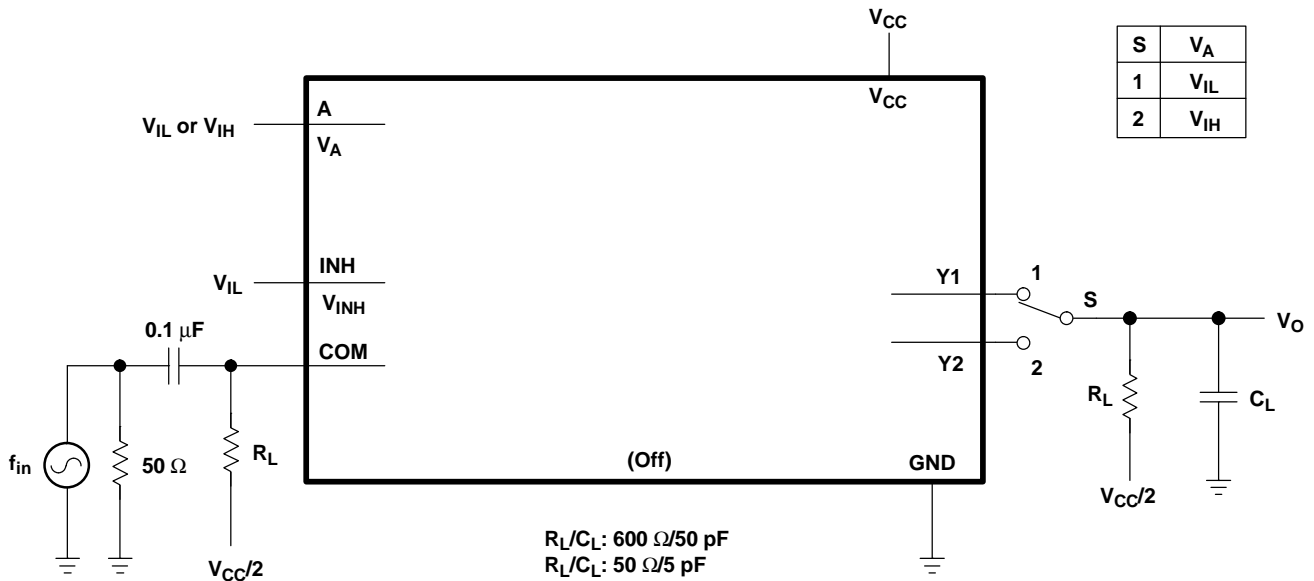 VCC
S VA
1 VIL
2 VIH
VCC
A
VIL or VIH
VA
INH
VIL
VINH
Y1
1
S
0.1 μF
VO
COM
Y2
2
RL
CL
fin
50 Ω
RL
(Off)
GND
VCC/2
VCC/2
RL/CL: 600 Ω/50 pF
RL/CL: 50 Ω/5 pF